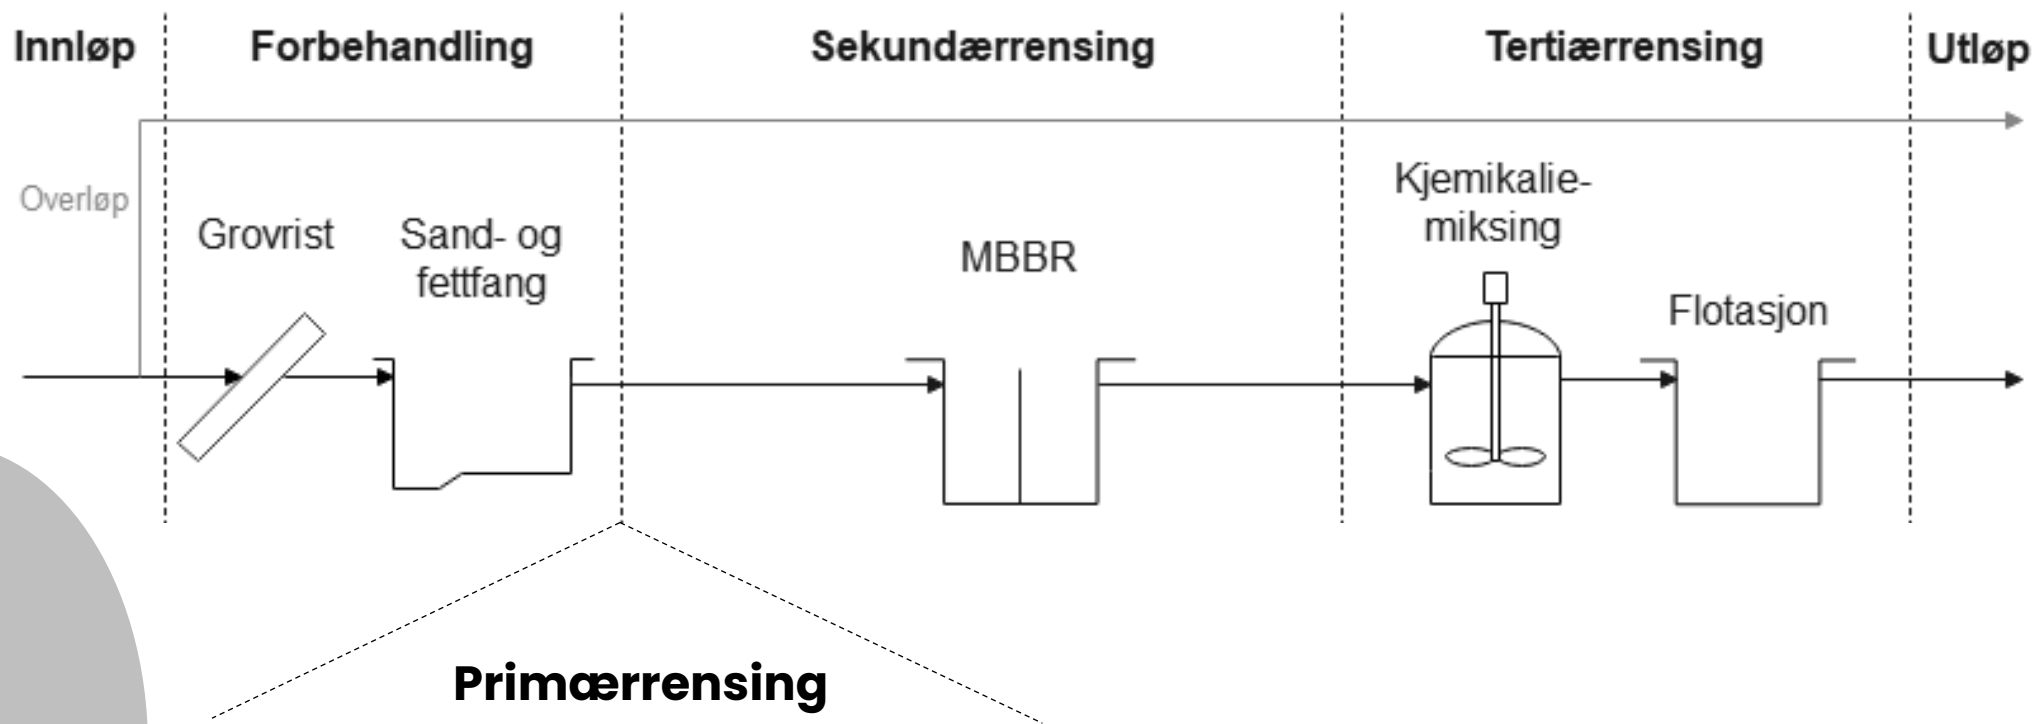 Innløp
Forbehandling
Sekundærrensing
Tertiærrensing
Utløp
Overløp
Grovrist
Sand- og
fettfang
MBBR
Kjemikalie-
miksing
Flotasjon
Primærrensing